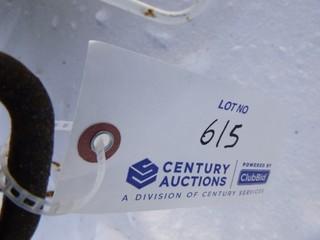 LOT NO
615
CENTURY
AUCTIONS
POWERED BY
ClubBid
A DIVISION OF CENTURY SERVICES